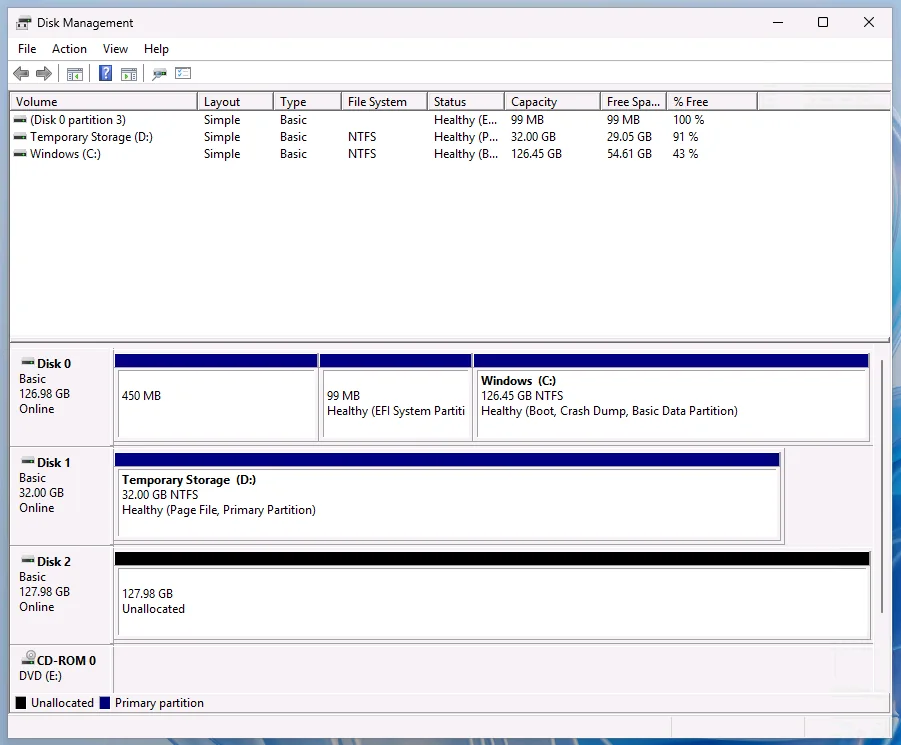 Disk Management
File Action View Help
Volume Layout Type File System Status Capacity Free Spa... % Free
(Disk 0 partition 3) Simple Basic Healthy (E... 99 MB 99 MB 100 %
Temporary Storage (D:) Simple Basic NTFS Healthy (P... 32.00 GB 29.05 GB 91 %
Windows (C:) Simple Basic NTFS Healthy (B... 126.45 GB 54.61 GB 43 %
Disk 0
Basic
126.98 GB
Online
450 MB
99 MB
Healthy (EFI System Partiti
Windows (C:)
126.45 GB NTFS
Healthy (Boot, Crash Dump, Basic Data Partition)
Disk 1
Basic
32.00 GB
Online
Temporary Storage (D:)
32.00 GB NTFS
Healthy (Page File, Primary Partition)
Disk 2
Basic
127.98 GB
Online
127.98 GB
Unallocated
CD-ROM 0
DVD (E:)
Unallocated Primary partition